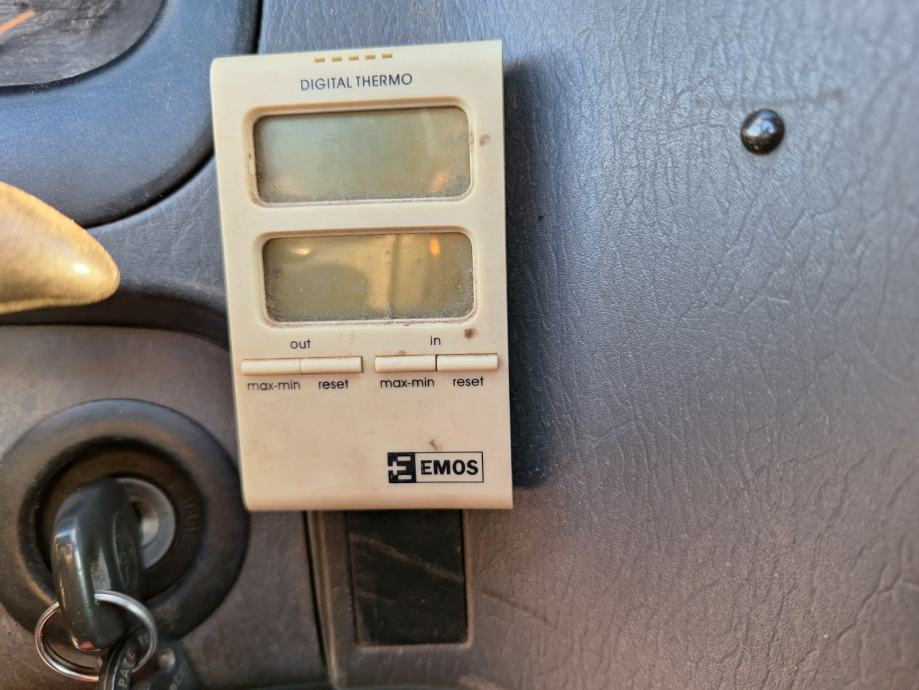 DIGITAL THERMO
out in
max-min reset max-min reset
EMOS